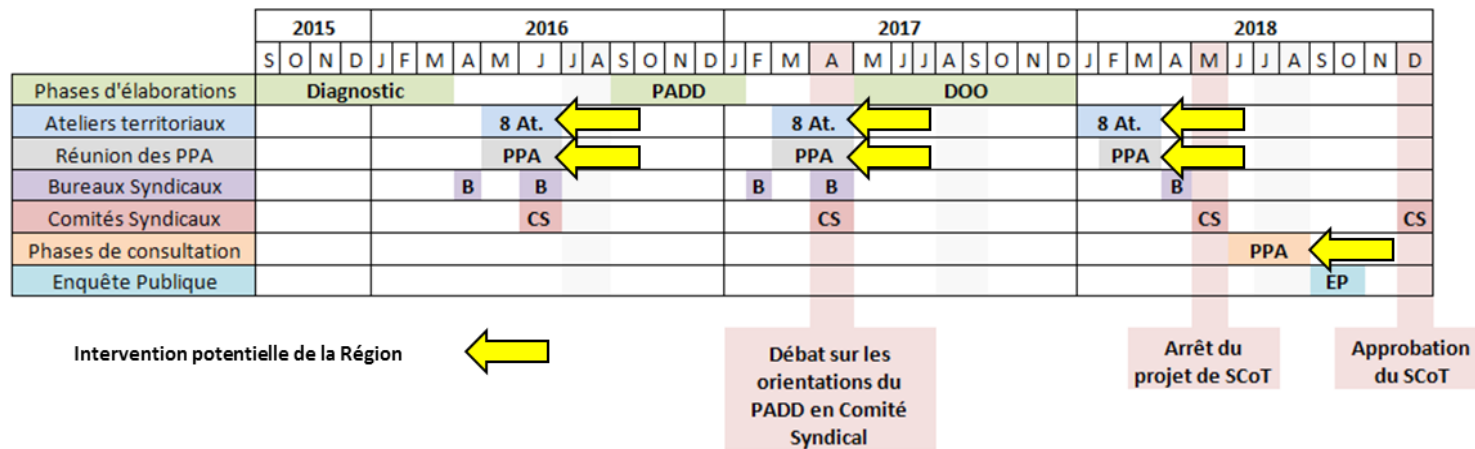 2015 2016 2017 2018
S O N D J F M A M J J A S O N D J F M A M J J A S O N D J F M A M J J A S O N D
Phases d'élaborations Diagnostic PADD DOO
Ateliers territoriaux 8 At. 8 At. 8 At.
Réunion des PPA PPA PPA PPA
Bureaux Syndicaux B B B B B
Comités Syndicaux CS CS CS CS
Phases de consultation PPA
Enquête Publique EP
Intervention potentielle de la Région
Débat sur les
orientations du
PADD en Comité
Syndical
Arrêt du
projet de SCoT
Approbation
du SCoT